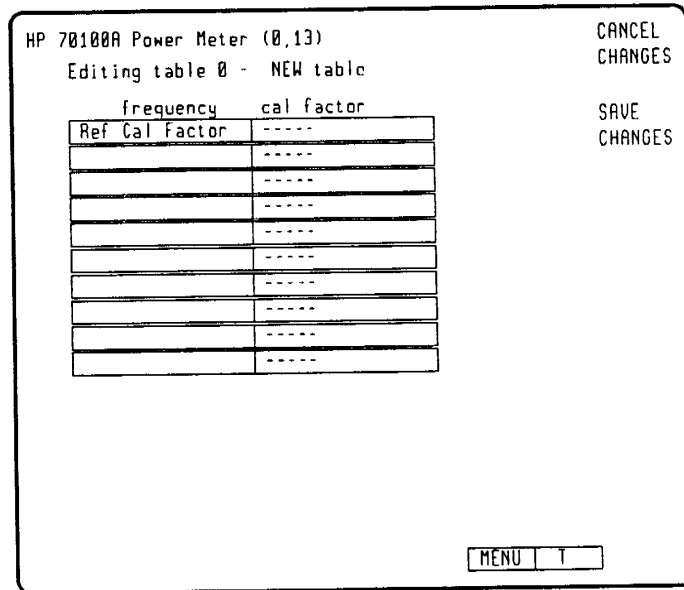 HP 70100A Power Meter (0,13)
Editing table 0 - NEW table
CANCEL
CHANGES
SAVE
CHANGES
frequency cal factor
Ref Cal Factor -----
-----
-----
-----
-----
-----
-----
-----
-----
-----
MENU T